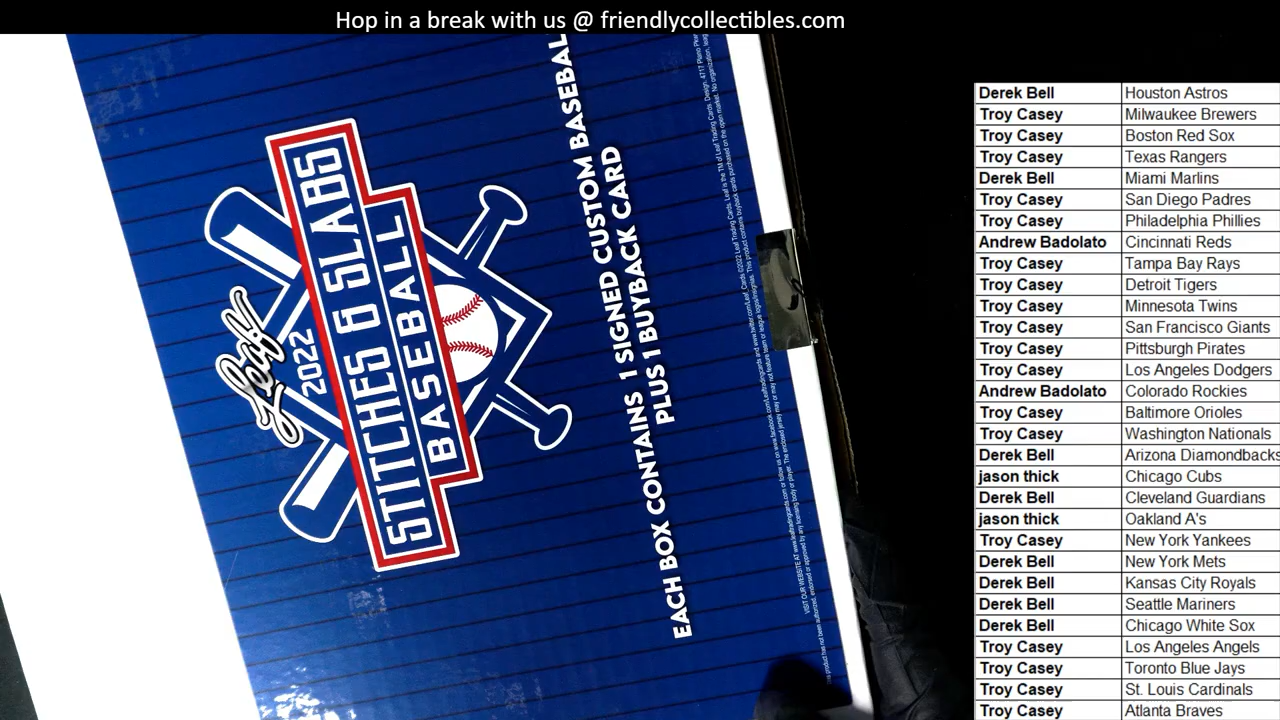 Hop in a break with us @ friendlycollectibles.com
Leaf
2022
STITCHES & SLABS
BASEBALL
EACH BOX CONTAINS 1 SIGNED CUSTOM BASEBAL
PLUS 1 BUYBACK CARD
Derek Bell Houston Astros
Troy Casey Milwaukee Brewers
Troy Casey Boston Red Sox
Troy Casey Texas Rangers
Derek Bell Miami Marlins
Troy Casey San Diego Padres
Troy Casey Philadelphia Phillies
Andrew Badolato Cincinnati Reds
Troy Casey Tampa Bay Rays
Troy Casey Detroit Tigers
Troy Casey Minnesota Twins
Troy Casey San Francisco Giants
Troy Casey Pittsburgh Pirates
Troy Casey Los Angeles Dodgers
Andrew Badolato Colorado Rockies
Troy Casey Baltimore Orioles
Troy Casey Washington Nationals
Derek Bell Arizona Diamondbacks
jason thick Chicago Cubs
Derek Bell Cleveland Guardians
jason thick Oakland A's
Troy Casey New York Yankees
Derek Bell New York Mets
Derek Bell Kansas City Royals
Derek Bell Seattle Mariners
Derek Bell Chicago White Sox
Troy Casey Los Angeles Angels
Troy Casey Toronto Blue Jays
Troy Casey St. Louis Cardinals
Troy Casey Atlanta Braves